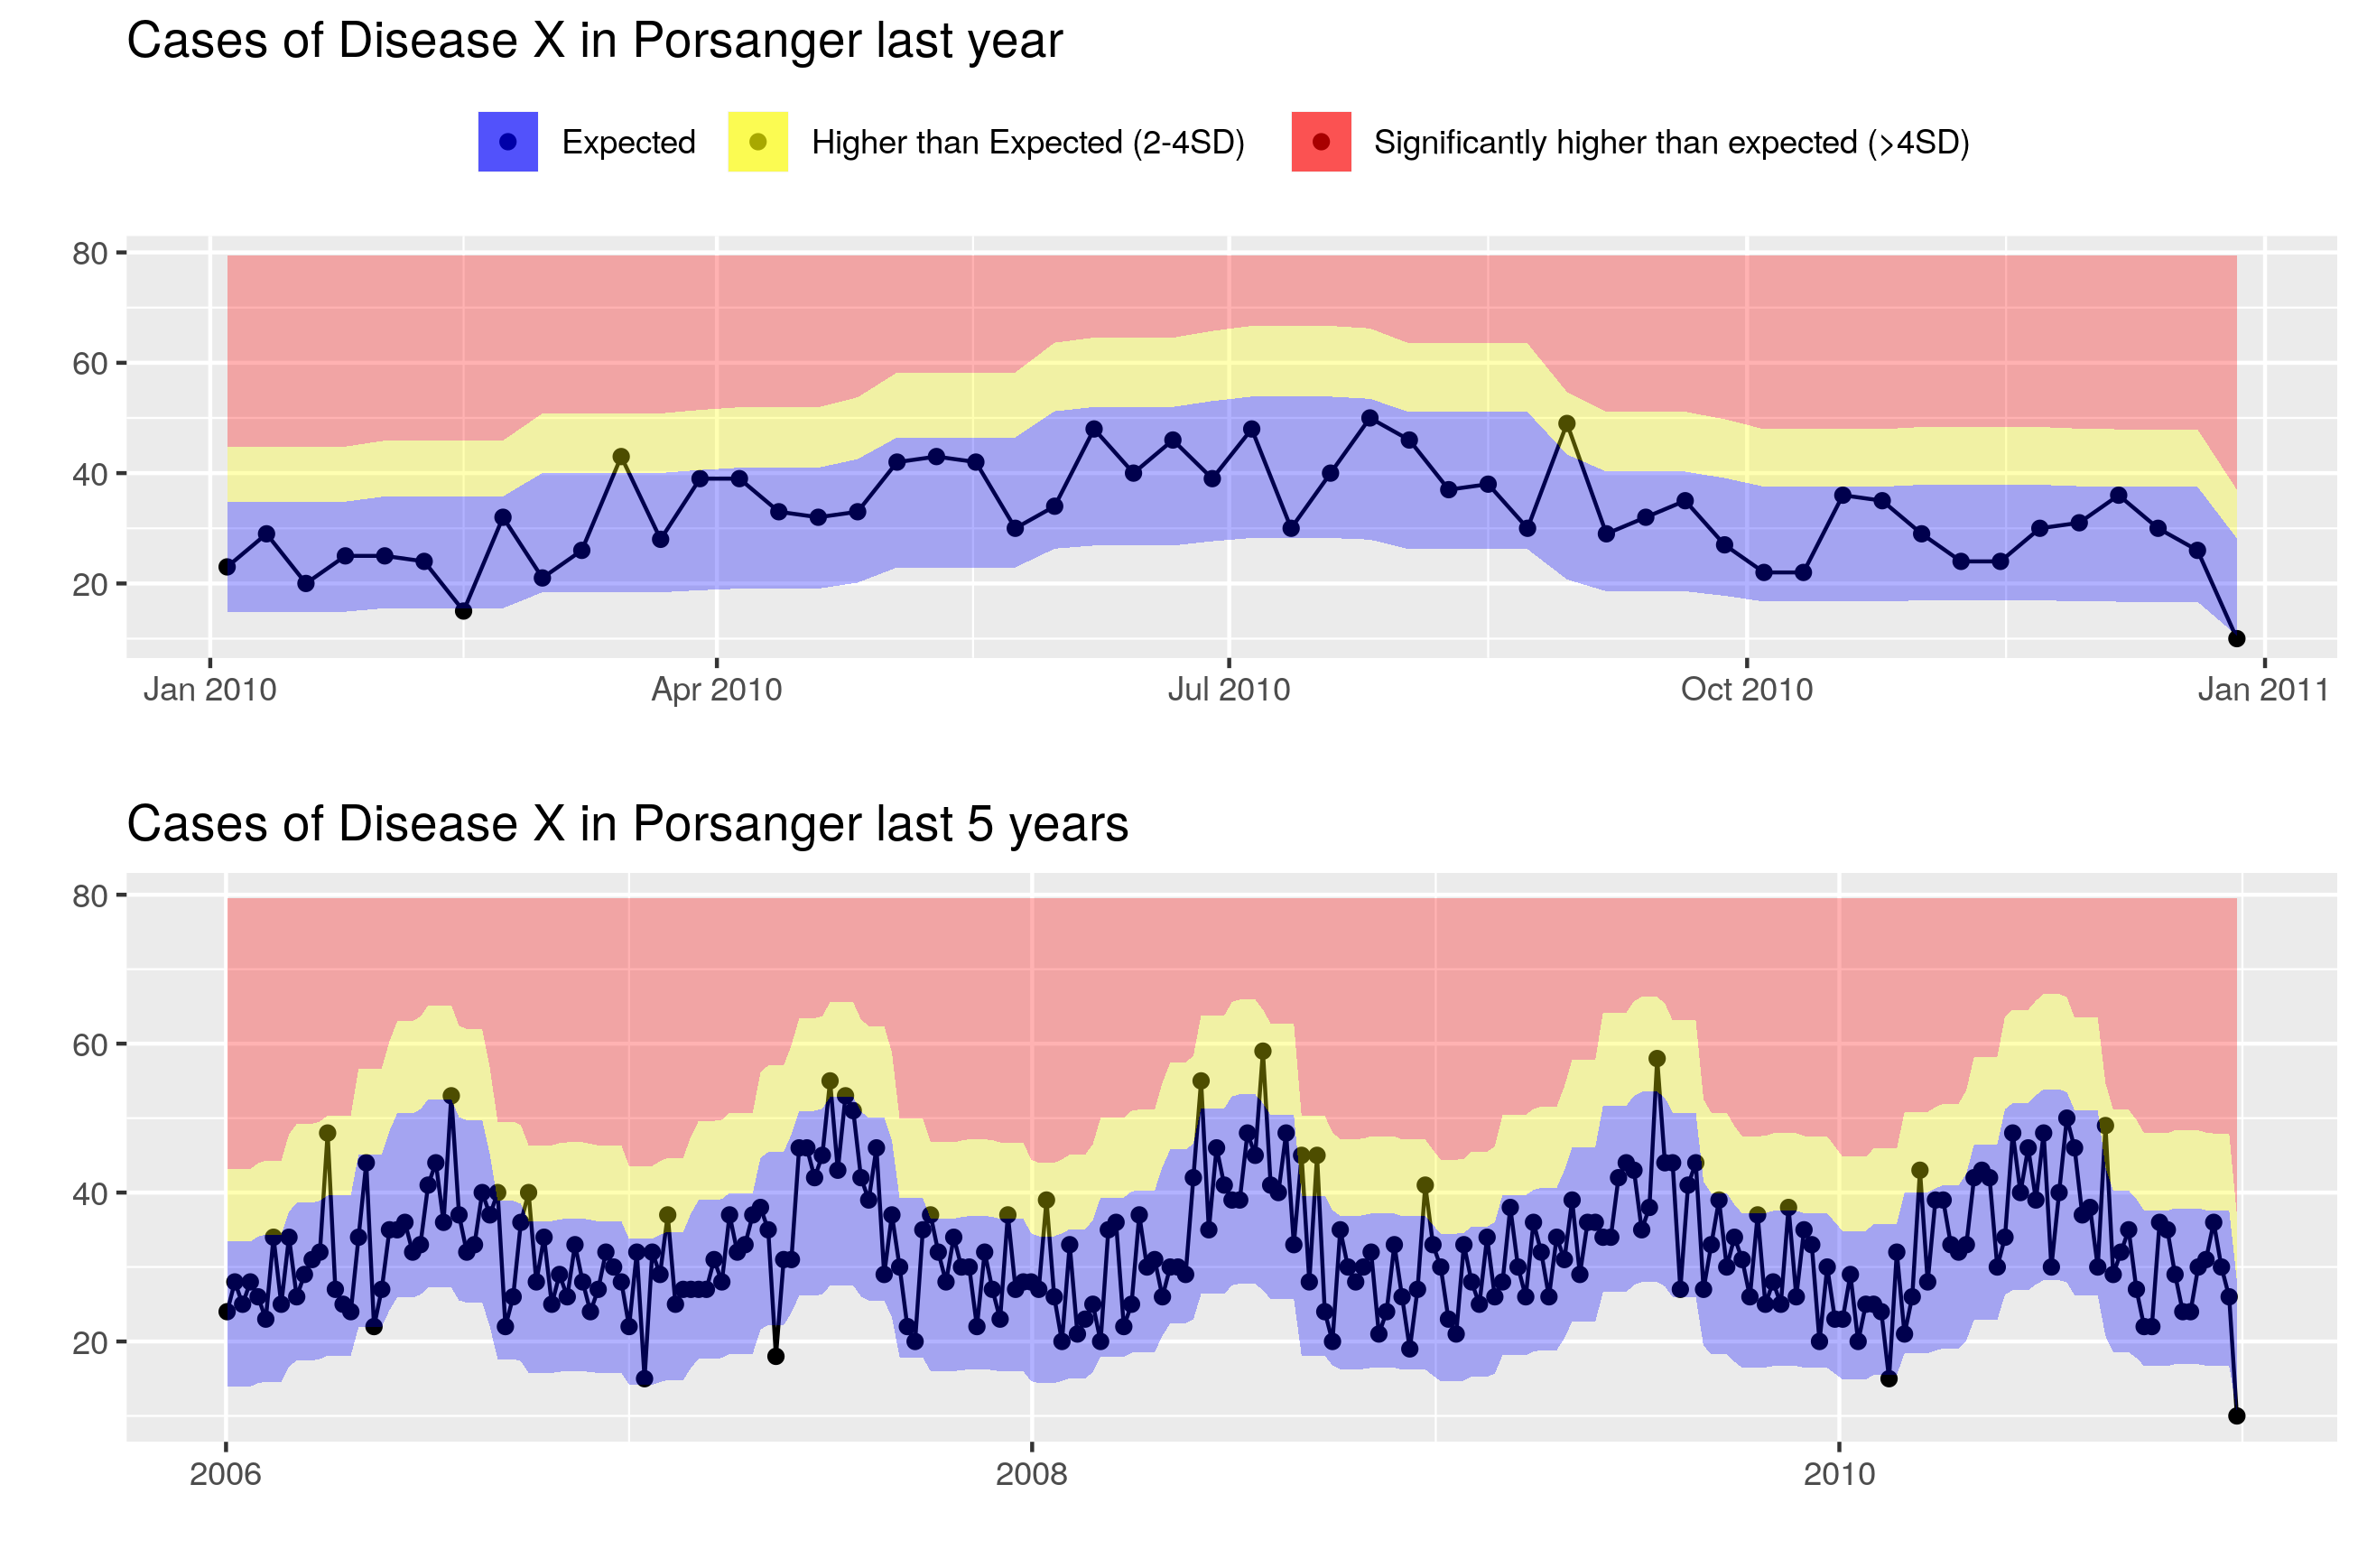 Cases of Disease X in Porsanger last year
Expected Higher than Expected (2-4SD) Significantly higher than expected (>4SD)
80
60
40
20
Jan 2010 Apr 2010 Jul 2010 Oct 2010 Jan 2011
Cases of Disease X in Porsanger last 5 years
80
60
40
20
2006 2008 2010